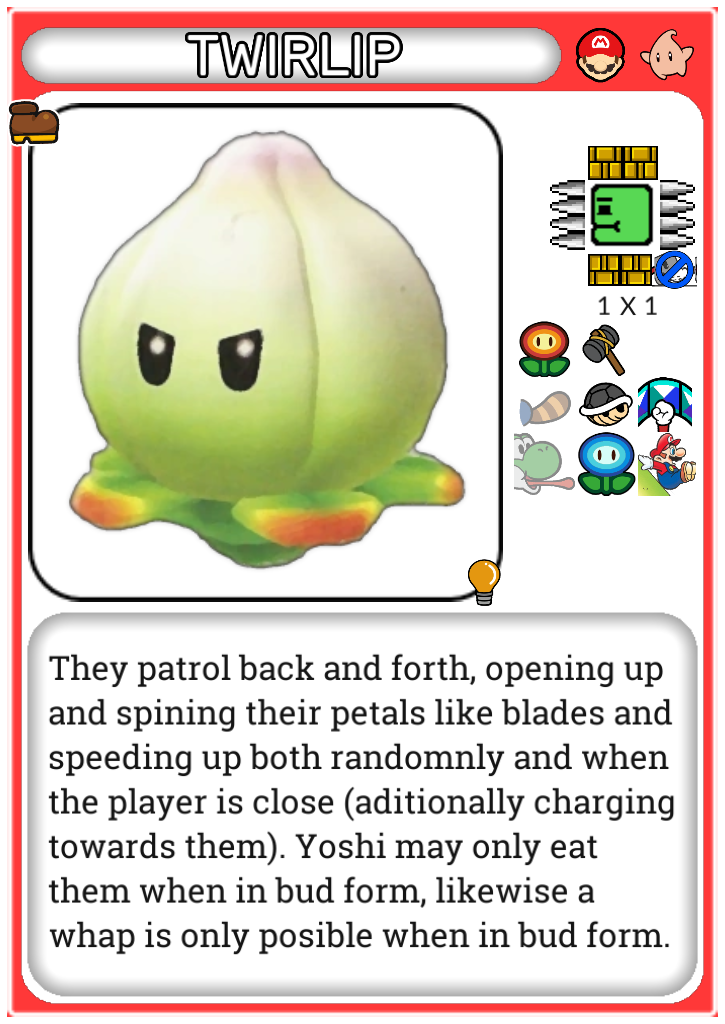 TWIRLIP
M
1 X 1
They patrol back and forth, opening up
and spining their petals like blades and
speeding up both randomnly and when
the player is close (aditionally charging
towards them). Yoshi may only eat
them when in bud form, likewise a
whap is only posible when in bud form.